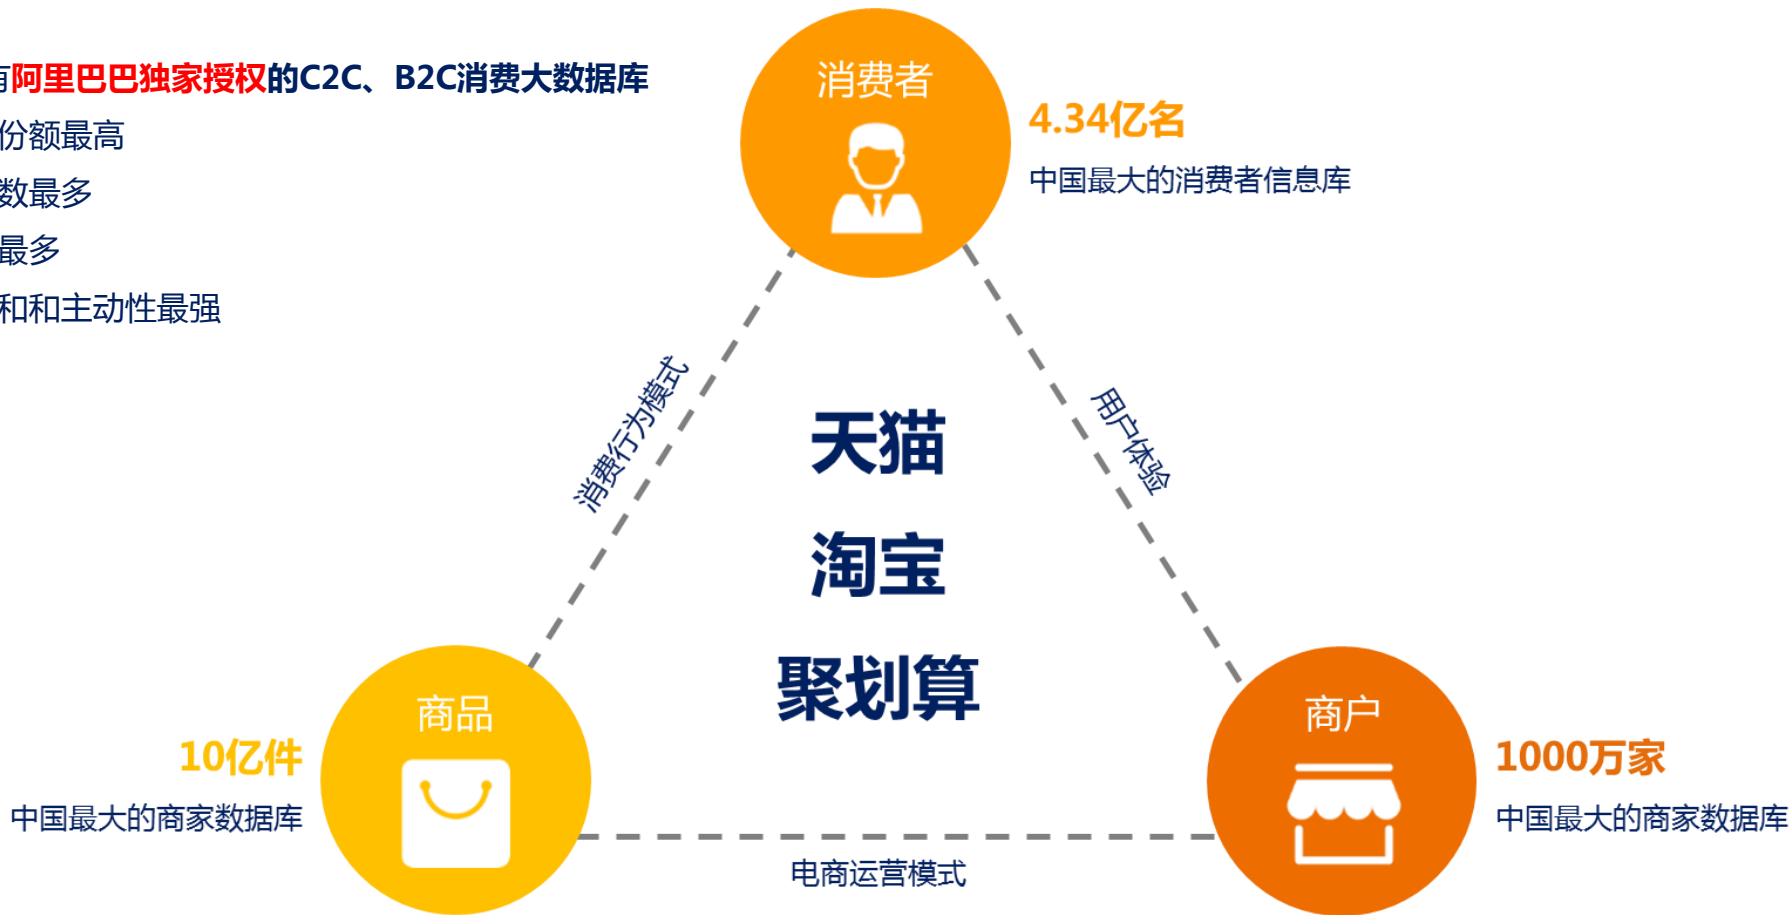 有阿里巴巴独家授权的C2C、B2C消费大数据库
份额最高
数最多
最多
和和主动性最强
消费者
4.34亿名
中国最大的消费者信息库
消费行为模式
用户体验
天猫
淘宝
聚划算
商品
10亿件
中国最大的商家数据库
商户
1000万家
中国最大的商家数据库
电商运营模式